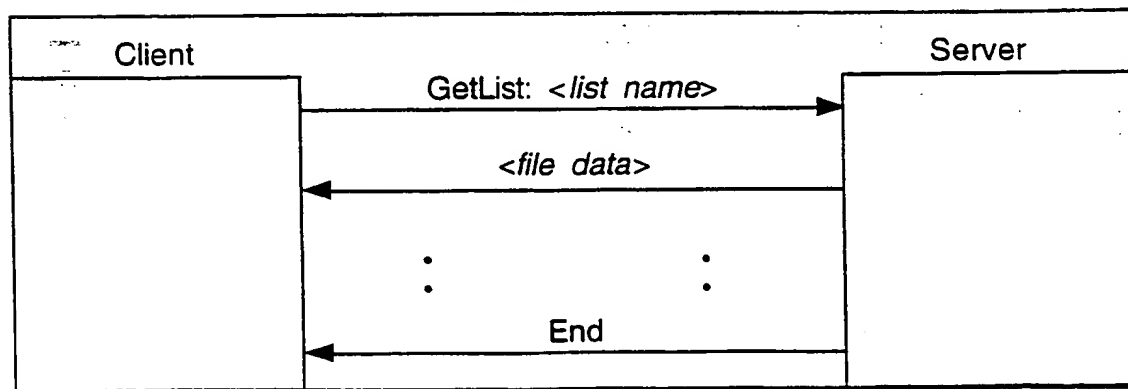 Client
Server
GetList: <list name>
<file data>
End